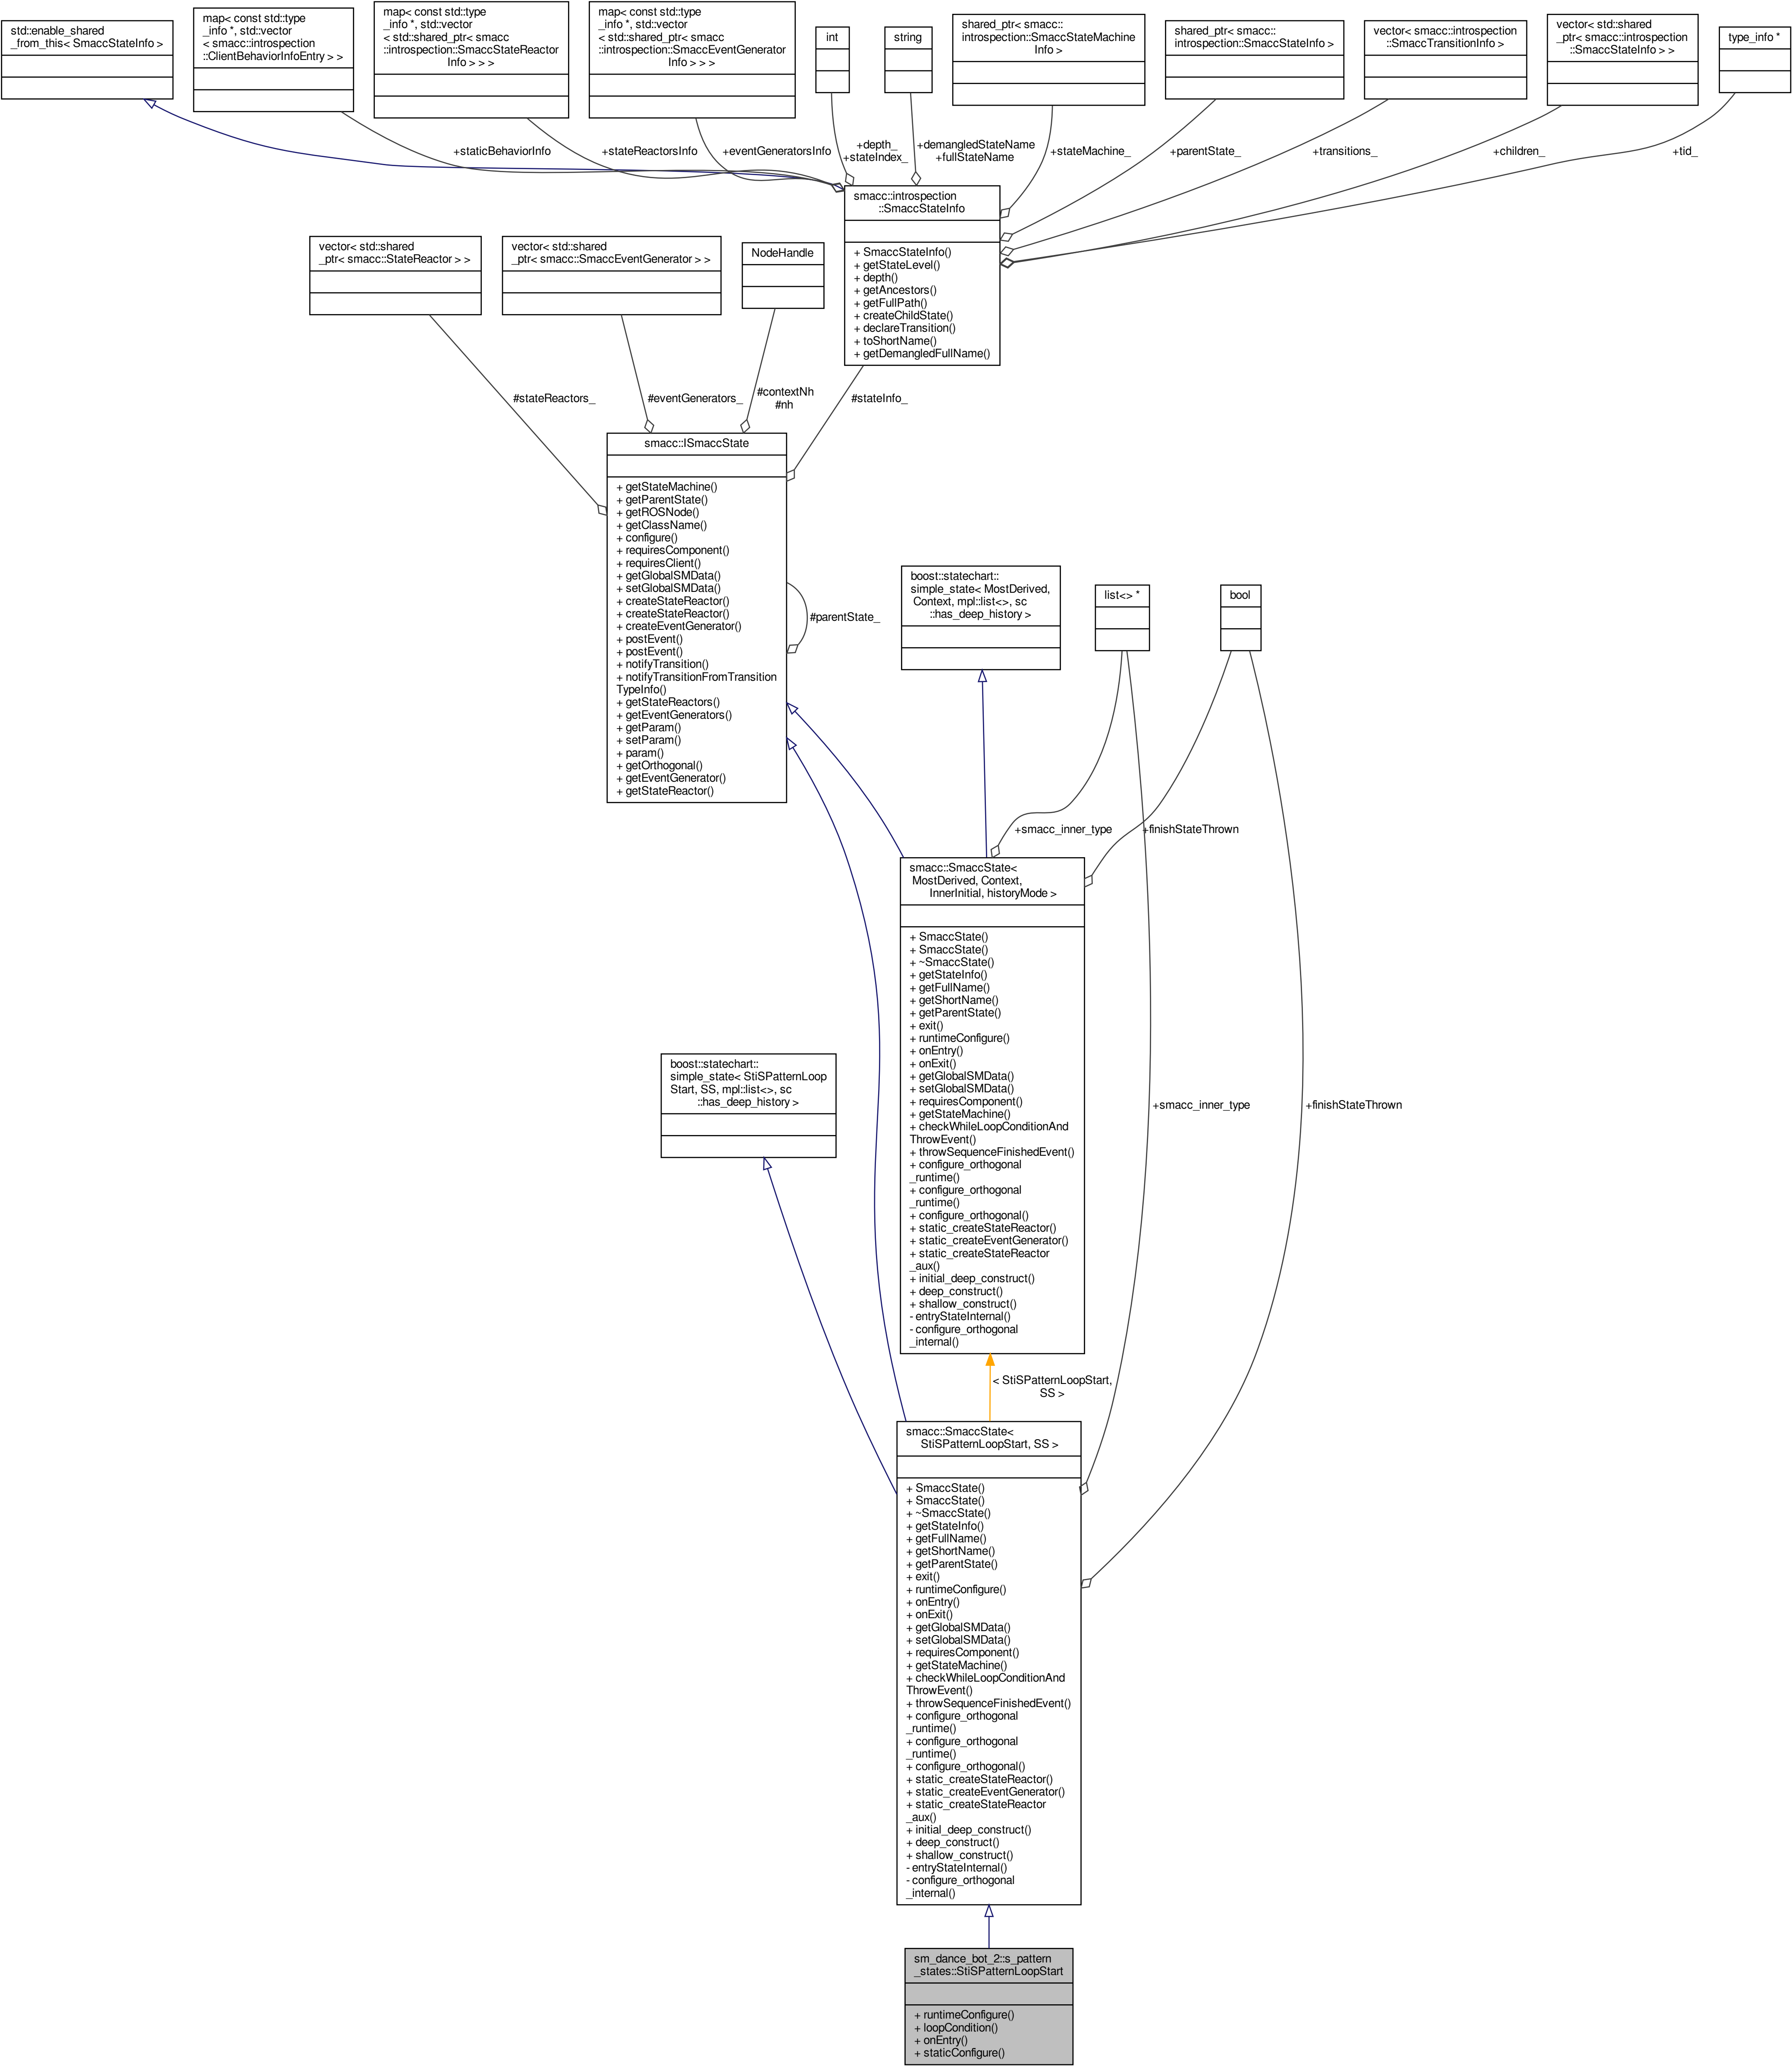 std::enable_shared
_from_this< SmaccStateInfo >
map< const std::type
_info *, std::vector
< smacc::introspection
::ClientBehaviorInfoEntry > >
map< const std::type
_info *, std::vector
< std::shared_ptr< smacc
::introspection::SmaccStateReactor
Info > > >
map< const std::type
_info *, std::vector
< std::shared_ptr< smacc
::introspection::SmaccEventGenerator
Info > > >
int
string
shared_ptr< smacc::
introspection::SmaccStateMachine
Info >
shared_ptr< smacc::
introspection::SmaccStateInfo >
vector< smacc::introspection
::SmaccTransitionInfo >
vector< std::shared
_ptr< smacc::introspection
::SmaccStateInfo > >
type_info *
+staticBehaviorInfo
+stateReactorsInfo
+eventGeneratorsInfo
+depth_
+stateIndex_
+demangledStateName
+fullStateName
+stateMachine_
+parentState_
+transitions_
+children_
+tid_
smacc::introspection
::SmaccStateInfo
+ SmaccStateInfo()
+ getStateLevel()
+ depth()
+ getAncestors()
+ getFullPath()
+ createChildState()
+ declareTransition()
+ toShortName()
+ getDemangledFullName()
vector< std::shared
_ptr< smacc::StateReactor > >
vector< std::shared
_ptr< smacc::SmaccEventGenerator > >
NodeHandle
#stateReactors_
#eventGenerators_
#contextNh
#nh
#stateInfo_
smacc::ISmaccState
+ getStateMachine()
+ getParentState()
+ getROSNode()
+ getClassName()
+ configure()
+ requiresComponent()
+ requiresClient()
+ getGlobalSMData()
+ setGlobalSMData()
+ createStateReactor()
+ createStateReactor()
+ createEventGenerator()
+ postEvent()
+ postEvent()
+ notifyTransition()
+ notifyTransitionFromTransition
TypeInfo()
+ getStateReactors()
+ getEventGenerators()
+ getParam()
+ setParam()
+ param()
+ getOrthogonal()
+ getEventGenerator()
+ getStateReactor()
#parentState_
boost::statechart::
simple_state< MostDerived,
Context, mpl::list<>, sc
::has_deep_history >
list<> *
bool
+smacc_inner_type
+finishStateThrown
smacc::SmaccState<
MostDerived, Context,
InnerInitial, historyMode >
+ SmaccState()
+ SmaccState()
+ ~SmaccState()
+ getStateInfo()
+ getFullName()
+ getShortName()
+ getParentState()
+ exit()
+ runtimeConfigure()
+ onEntry()
+ onExit()
+ getGlobalSMData()
+ setGlobalSMData()
+ requiresComponent()
+ getStateMachine()
+ checkWhileLoopConditionAnd
ThrowEvent()
+ throwSequenceFinishedEvent()
+ configure_orthogonal
_runtime()
+ configure_orthogonal
_runtime()
+ configure_orthogonal()
+ static_createStateReactor()
+ static_createEventGenerator()
+ static_createStateReactor
_aux()
+ initial_deep_construct()
+ deep_construct()
+ shallow_construct()
- entryStateInternal()
- configure_orthogonal
_internal()
boost::statechart::
simple_state< StiSPatternLoop
Start, SS, mpl::list<>, sc
::has_deep_history >
+smacc_inner_type
+finishStateThrown
< StiSPatternLoopStart,
SS >
smacc::SmaccState<
StiSPatternLoopStart, SS >
+ SmaccState()
+ SmaccState()
+ ~SmaccState()
+ getStateInfo()
+ getFullName()
+ getShortName()
+ getParentState()
+ exit()
+ runtimeConfigure()
+ onEntry()
+ onExit()
+ getGlobalSMData()
+ setGlobalSMData()
+ requiresComponent()
+ getStateMachine()
+ checkWhileLoopConditionAnd
ThrowEvent()
+ throwSequenceFinishedEvent()
+ configure_orthogonal
_runtime()
+ configure_orthogonal
_runtime()
+ configure_orthogonal()
+ static_createStateReactor()
+ static_createEventGenerator()
+ static_createStateReactor
_aux()
+ initial_deep_construct()
+ deep_construct()
+ shallow_construct()
- entryStateInternal()
- configure_orthogonal
_internal()
sm_dance_bot_2::s_pattern
_states::StiSPatternLoopStart
+ runtimeConfigure()
+ loopCondition()
+ onEntry()
+ staticConfigure()